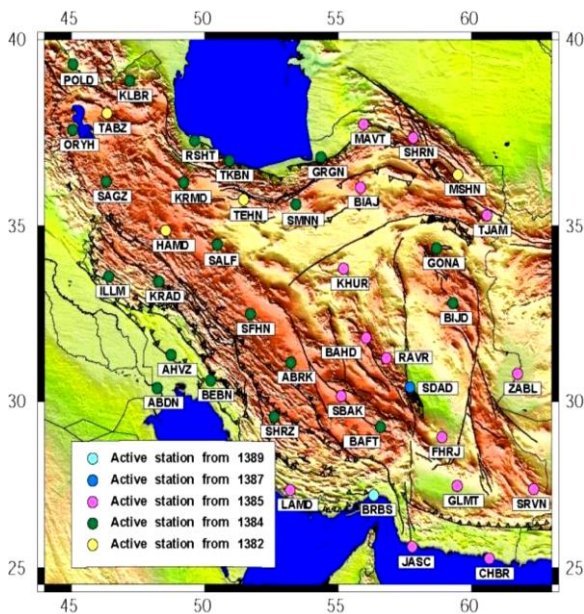 45 50 55 60
40 40
POLD
KLBR
TABZ
ORYH
RSHT
TKBN
GRGN
MAVT
SHRN
MSHN
SAGZ
KRMD
TEHN
SMNN
BIAJ
TJAM
35 35
HAMD
SALF
GONA
ILLM
KRAD
KHUR
SFHN
BIJD
AHVZ
BAHD
RAVR
ABDN
BEBN
ABRK
SDAD
ZABL
30 30
SHRZ
SBAK
BAFT
FHRJ
LAMD
BRBS
GLMT
SRVN
JASC
CHBR
Active station from 1389
Active station from 1387
Active station from 1385
Active station from 1384
Active station from 1382
25 25
45 50 55 60